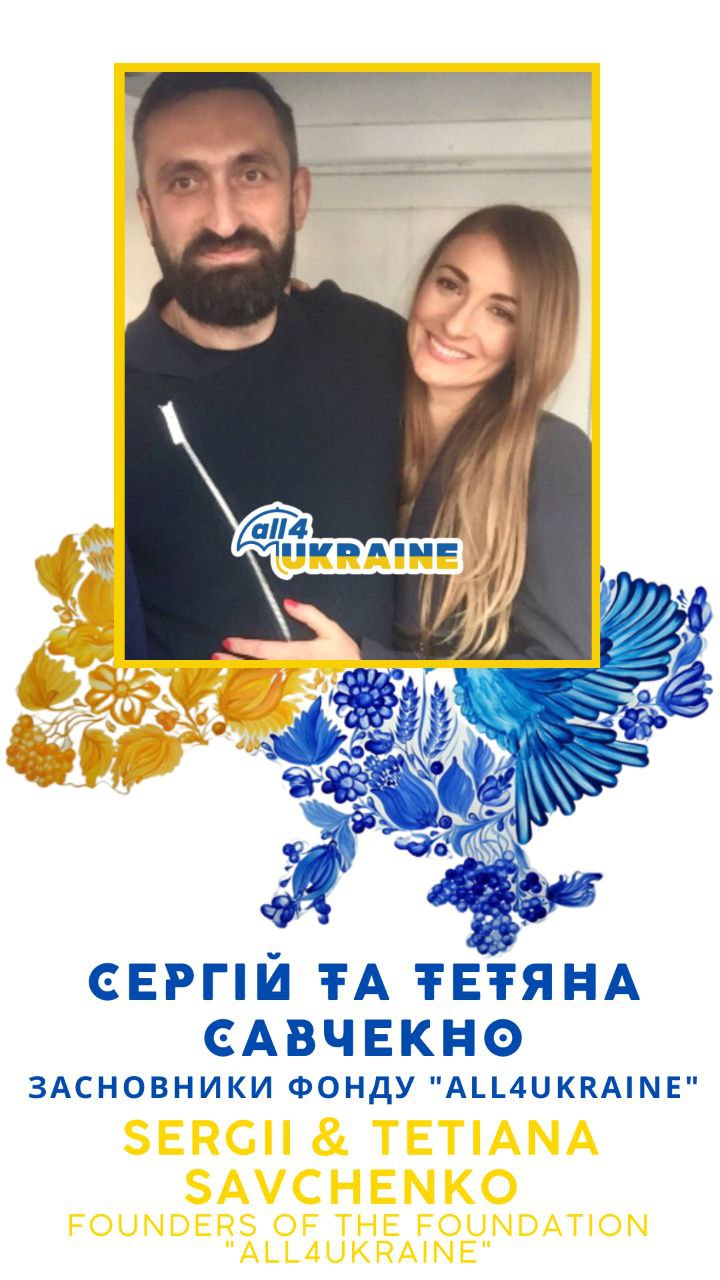 all4
UKRAINE
СЕРГІЙ ТА ТЕТЯНА
САВЧЕКНО
ЗАСНОВНИКИ ФОНДУ "ALL4UKRAINE"
SERGII & TETIANA
SAVCHENKO
FOUNDERS OF THE FOUNDATION
"ALL4UKRAINE"